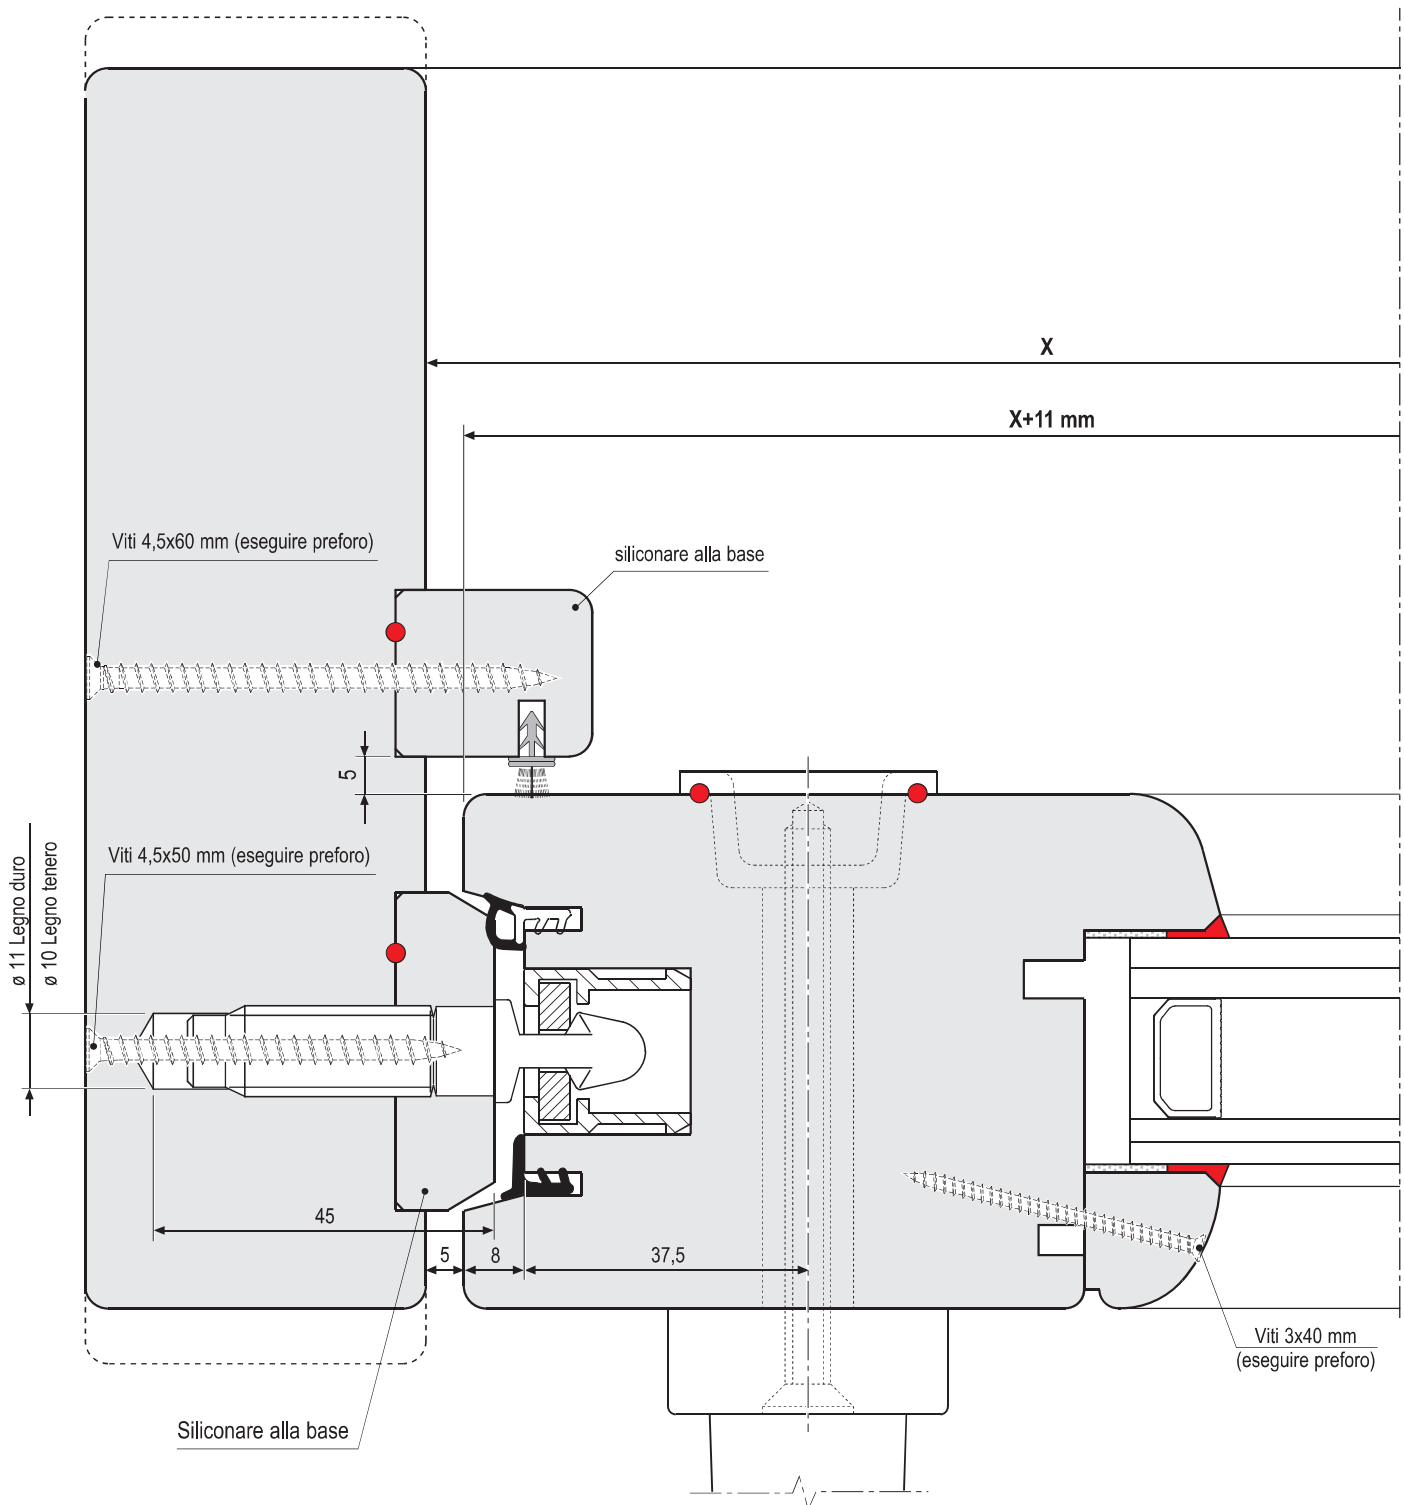 X
X+11 mm
Viti 4,5x60 mm (eseguire preforo)
siliconare alla base
5
Viti 4,5x50 mm (eseguire preforo)
ø 11 Legno duro
ø 10 Legno tenero
45
5
8
37,5
Viti 3x40 mm
(eseguire preforo)
Siliconare alla base